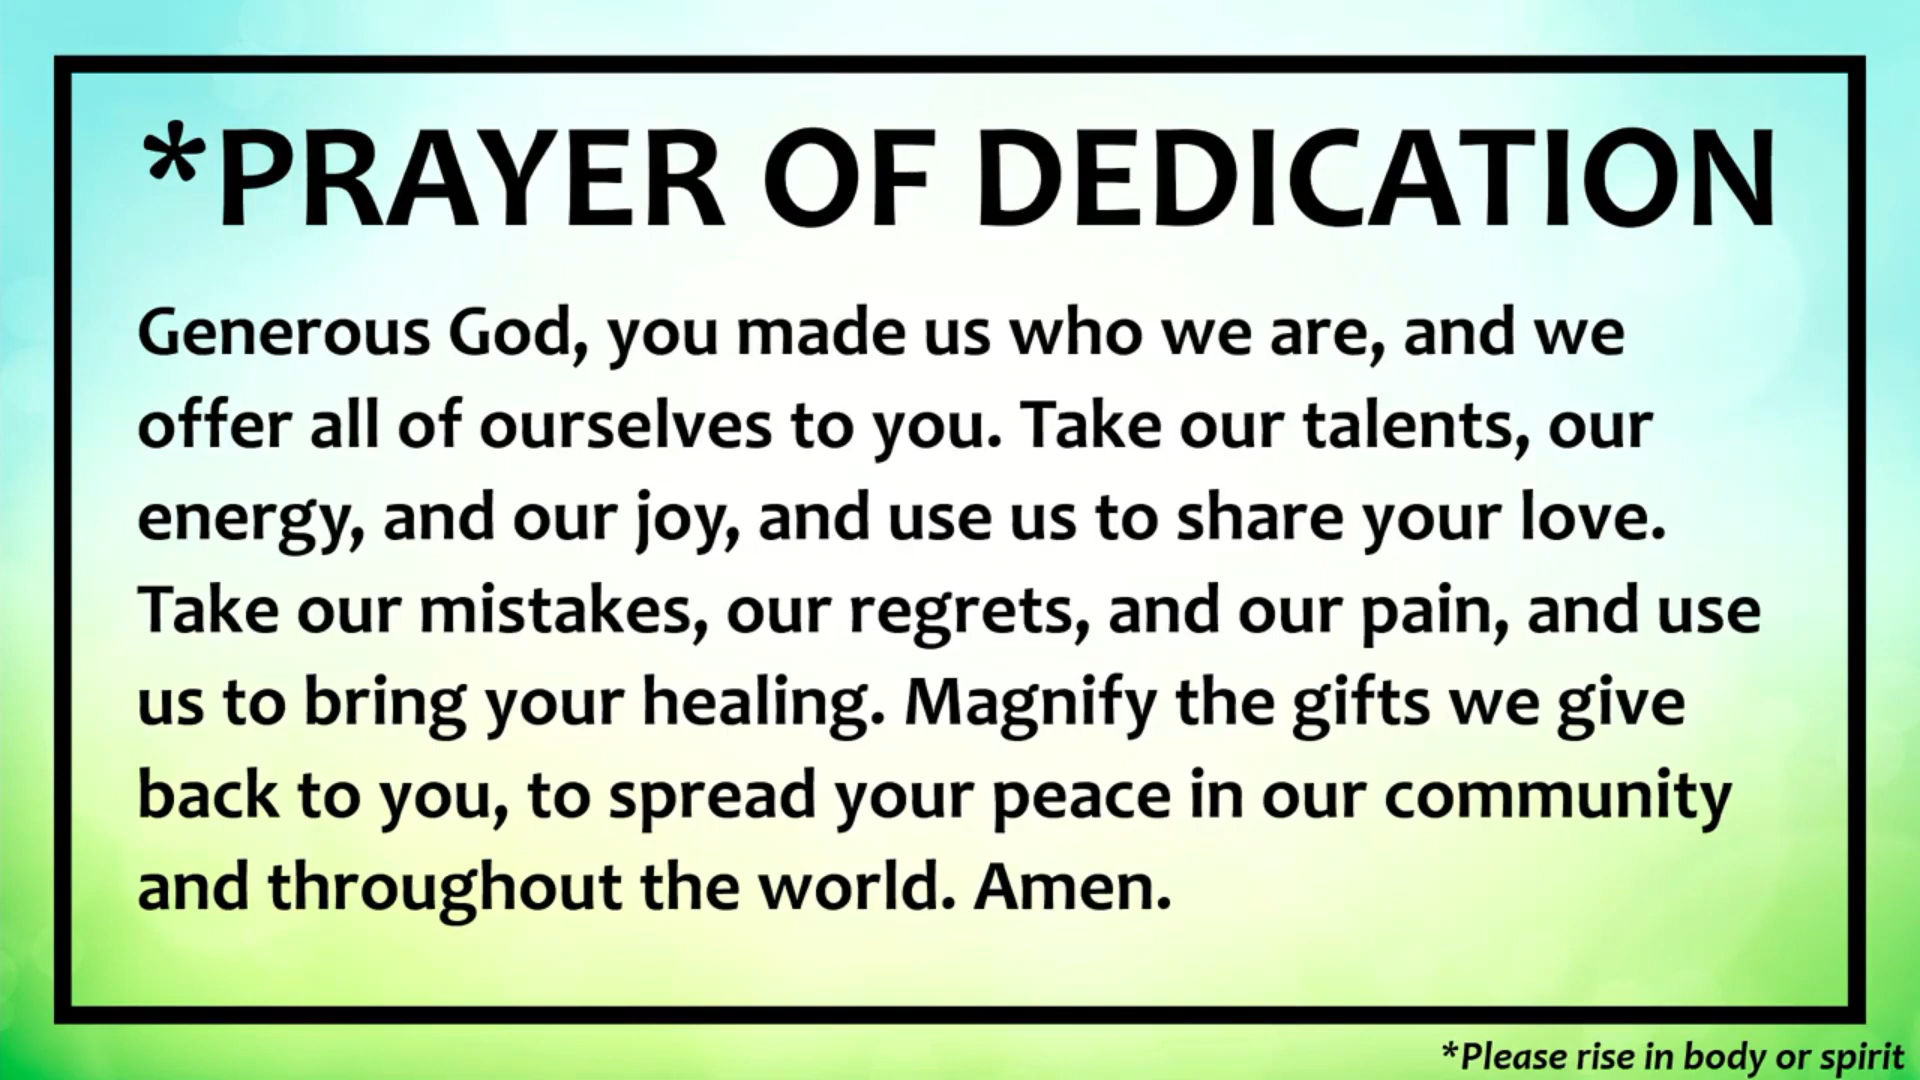 *PRAYER OF DEDICATION
Generous God, you made us who we are, and we
offer all of ourselves to you. Take our talents, our
energy, and our joy, and use us to share your love.
Take our mistakes, our regrets, and our pain, and use
us to bring your healing. Magnify the gifts we give
back to you, to spread your peace in our community
and throughout the world. Amen.
*Please rise in body or spirit